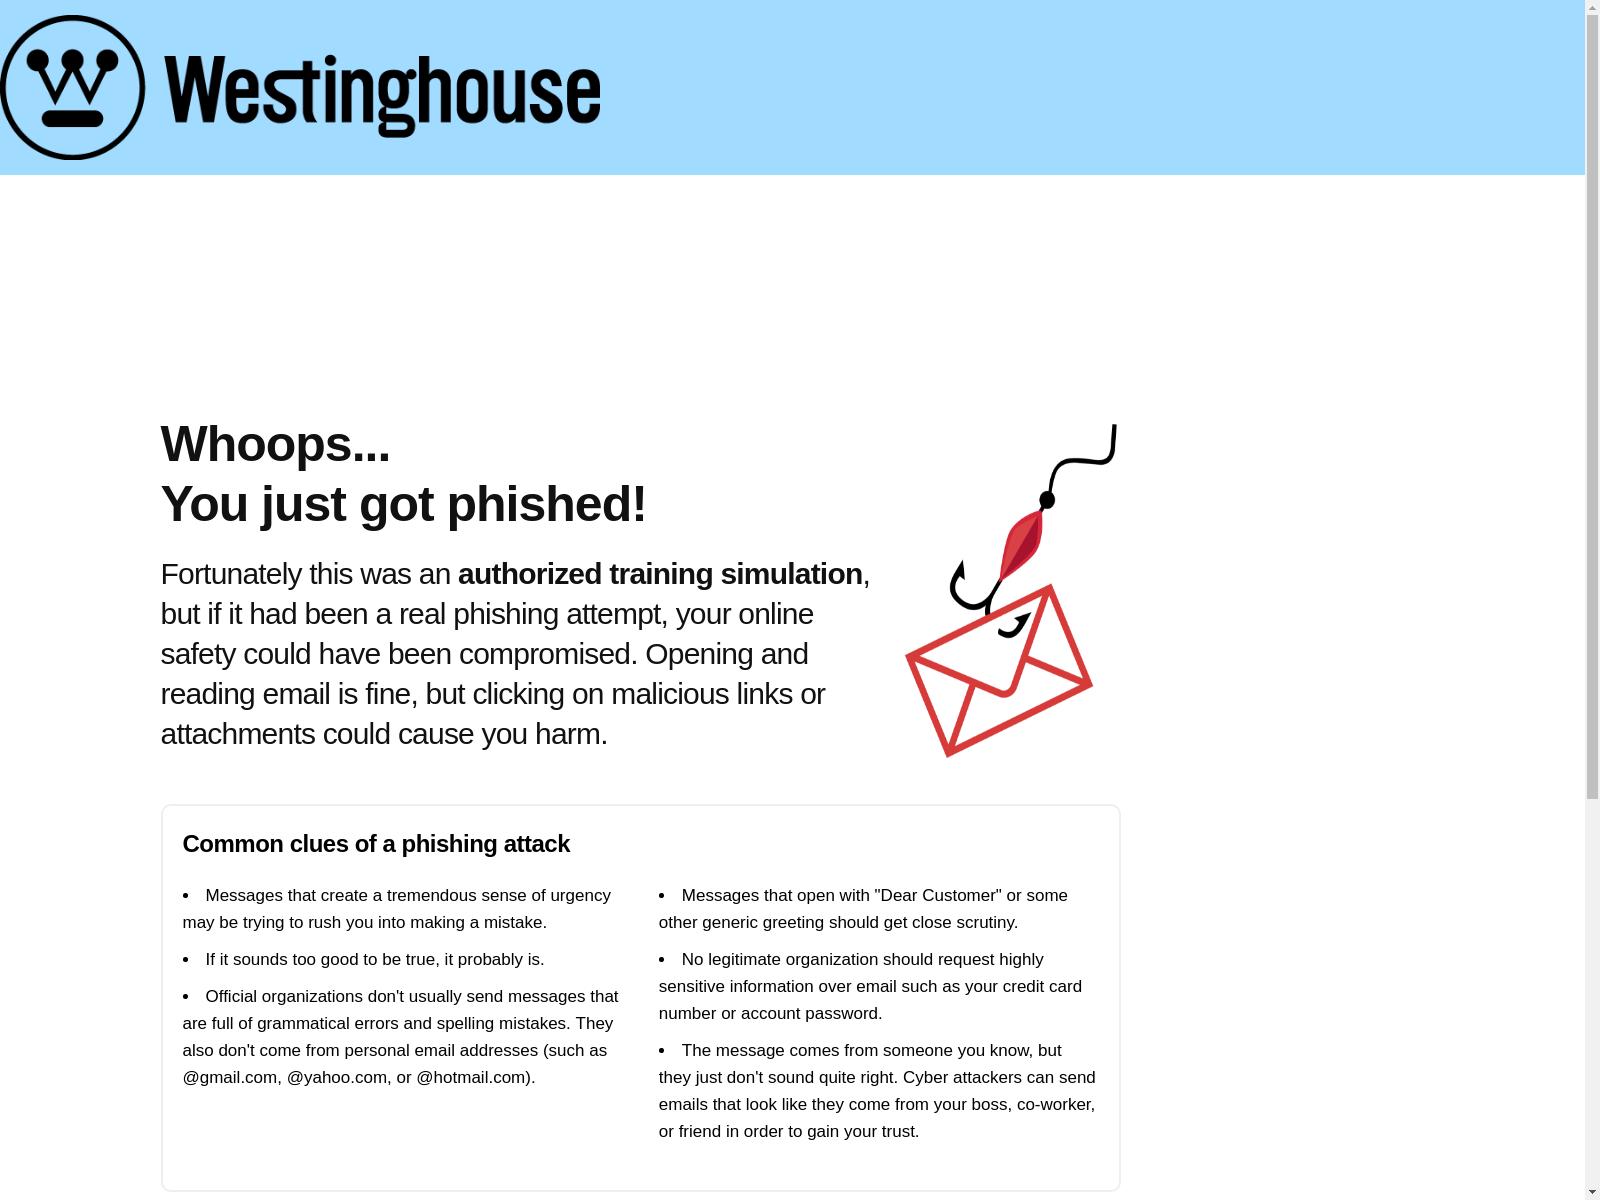 Westinghouse
Whoops...
You just got phished!
Fortunately this was an authorized training simulation,
but if it had been a real phishing attempt, your online
safety could have been compromised. Opening and
reading email is fine, but clicking on malicious links or
attachments could cause you harm.
Common clues of a phishing attack
• Messages that create a tremendous sense of urgency
may be trying to rush you into making a mistake.
• If it sounds too good to be true, it probably is.
• Official organizations don't usually send messages that
are full of grammatical errors and spelling mistakes. They
also don't come from personal email addresses (such as
@gmail.com, @yahoo.com, or @hotmail.com).
• Messages that open with "Dear Customer" or some
other generic greeting should get close scrutiny.
• No legitimate organization should request highly
sensitive information over email such as your credit card
number or account password.
• The message comes from someone you know, but
they just don't sound quite right. Cyber attackers can send
emails that look like they come from your boss, co-worker,
or friend in order to gain your trust.